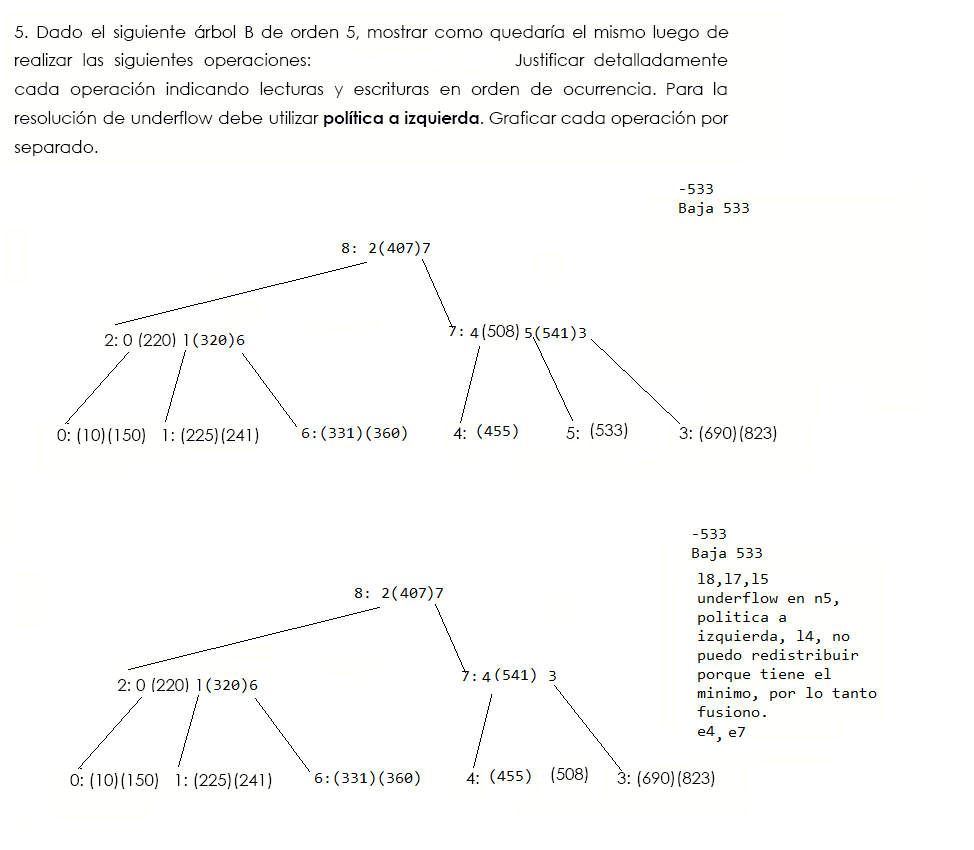 5. Dado el siguiente árbol B de orden 5, mostrar como quedaría el mismo luego de
realizar las siguientes operaciones: Justificar detalladamente
cada operación indicando lecturas y escrituras en orden de ocurrencia. Para la
resolución de underflow debe utilizar política a izquierda. Graficar cada operación por
separado.
-533
Baja 533
8: 2(407)7
2: 0 (220) 1(320)6
7: 4(508) 5(541)3
0: (10)(150)
1: (225)(241)
6:(331)(360)
4: (455)
5: (533)
3: (690)(823)
-533
Baja 533
l8,l7,l5
underflow en n5,
politica a
izquierda, l4, no
puedo redistribuir
porque tiene el
minimo, por lo tanto
fusiono.
e4, e7
8: 2(407)7
2: 0 (220) 1(320)6
7: 4(541) 3
0: (10)(150)
1: (225)(241)
6:(331)(360)
4: (455) (508)
3: (690)(823)